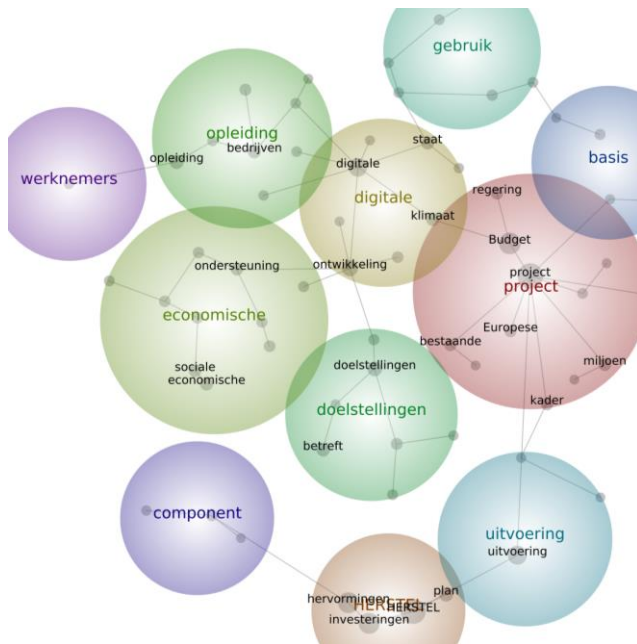 gebruik
opleiding
bedrijven
opleiding
staat
digitale
basis
werknemers
regering
digitale
klimaat
Budget
ondersteuning
ontwikkeling
project
project
economische
Europese
bestaande
doelstellingen
miljoen
sociale
economische
kader
doelstellingen
betreft
component
uitvoering
uitvoering
plan
hervormingen
HERSTEL
HERSTEL
investeringen